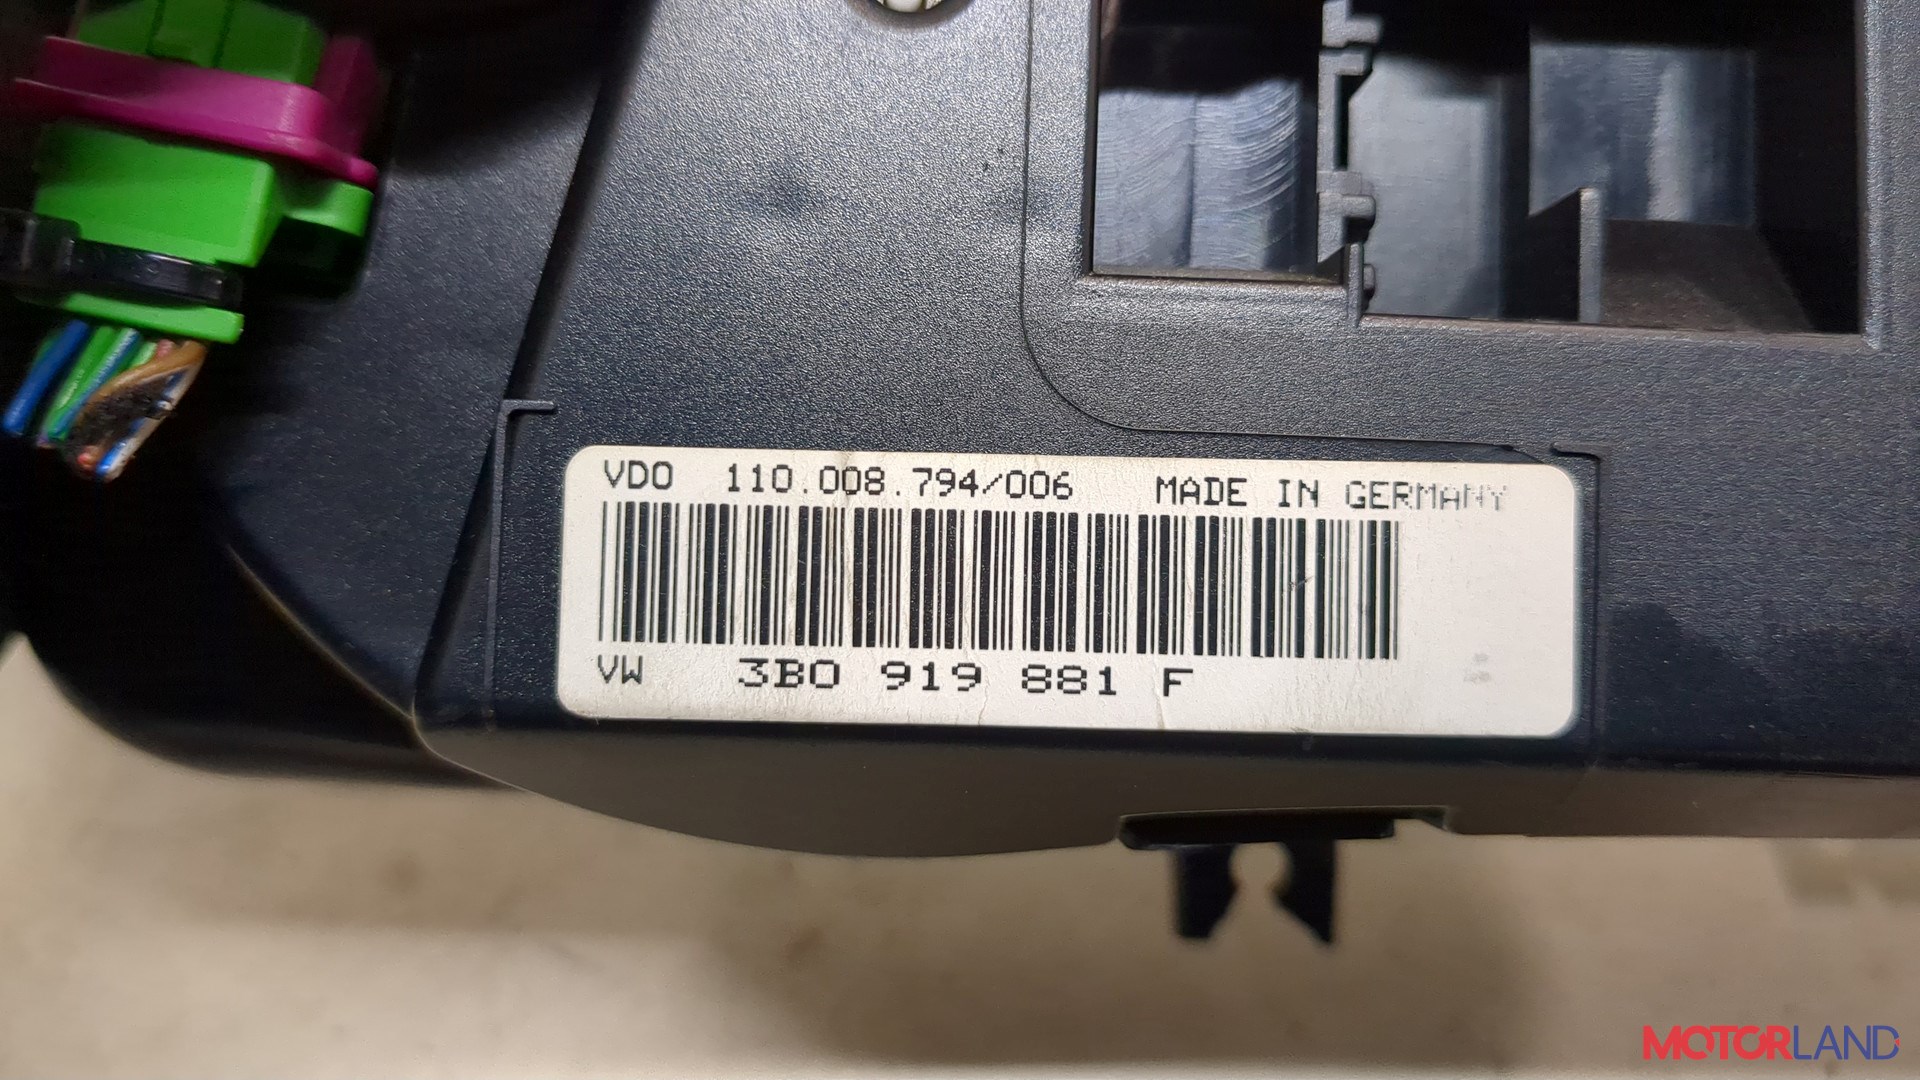 VDO 110.008.794/006 MADE IN GERMANY
VW 3B0 919 881 F
MOTORLAND